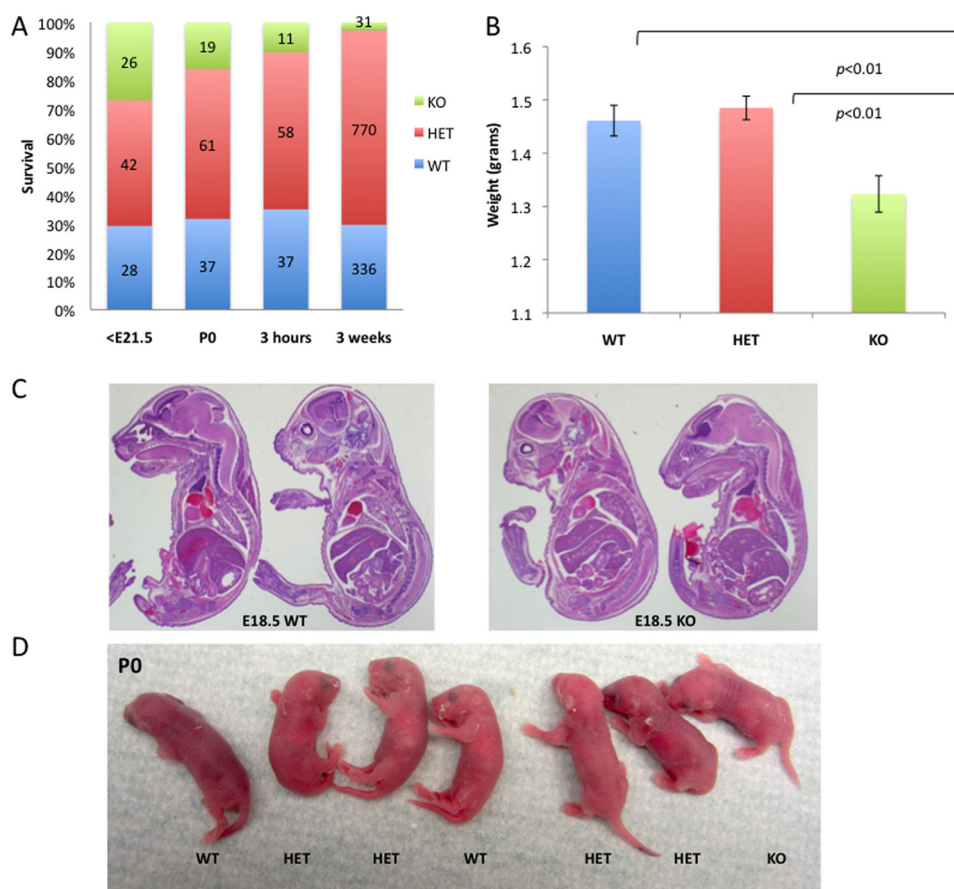 A
100%
90%
80%
70%
60%
50%
40%
30%
20%
10%
0%
Survival
26
42
28
19
61
37
11
58
37
31
770
336
<E21.5 P0 3 hours 3 weeks
KO
HET
WT
B
1.6
1.5
1.4
1.3
1.2
1.1
Weight (grams)
p<0.01
p<0.01
WT HET KO
C
E18.5 WT
E18.5 KO
D
P0
WT HET HET WT HET HET KO